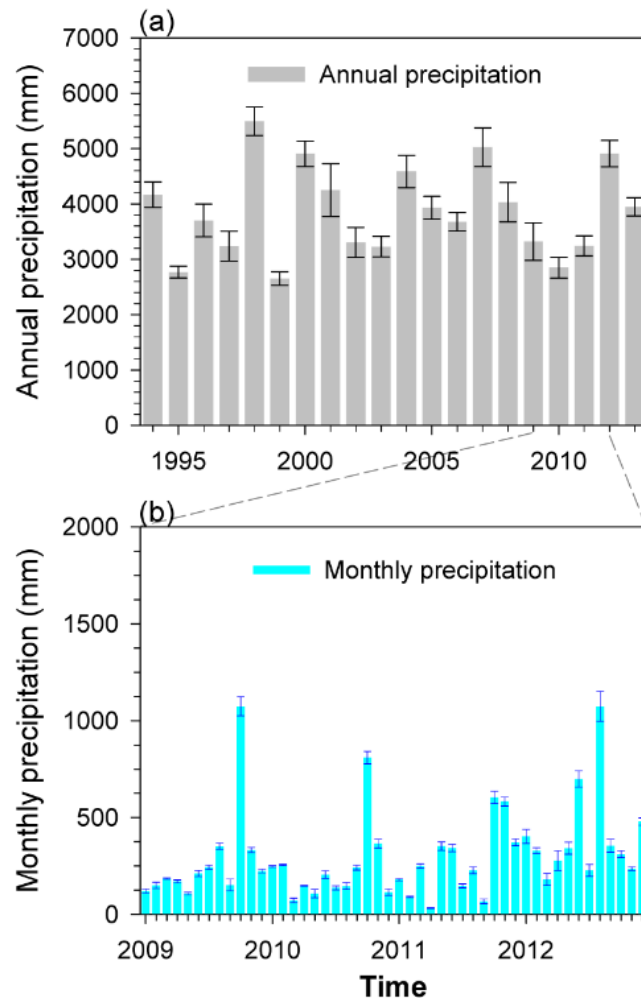 (a)
Annual precipitation (mm)
7000
6000
5000
4000
3000
2000
1000
0
Annual precipitation
1995 2000 2005 2010
(b)
Monthly precipitation (mm)
2000
1500
1000
500
0
Monthly precipitation
2009 2010 2011 2012
Time